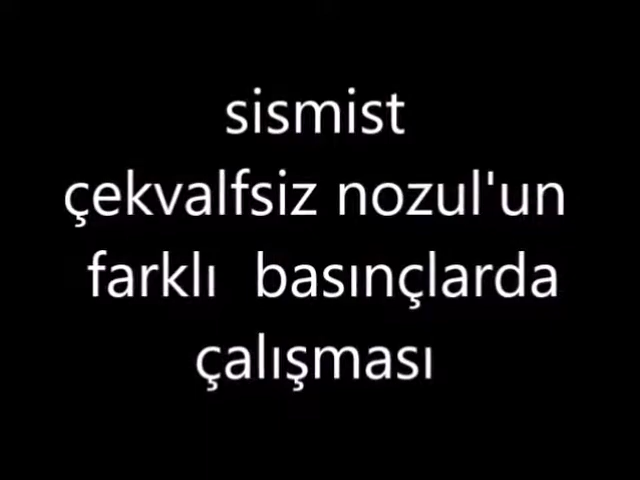 sismist
çekvalfsiz nozul'un
farklı basınçlarda
çalışması